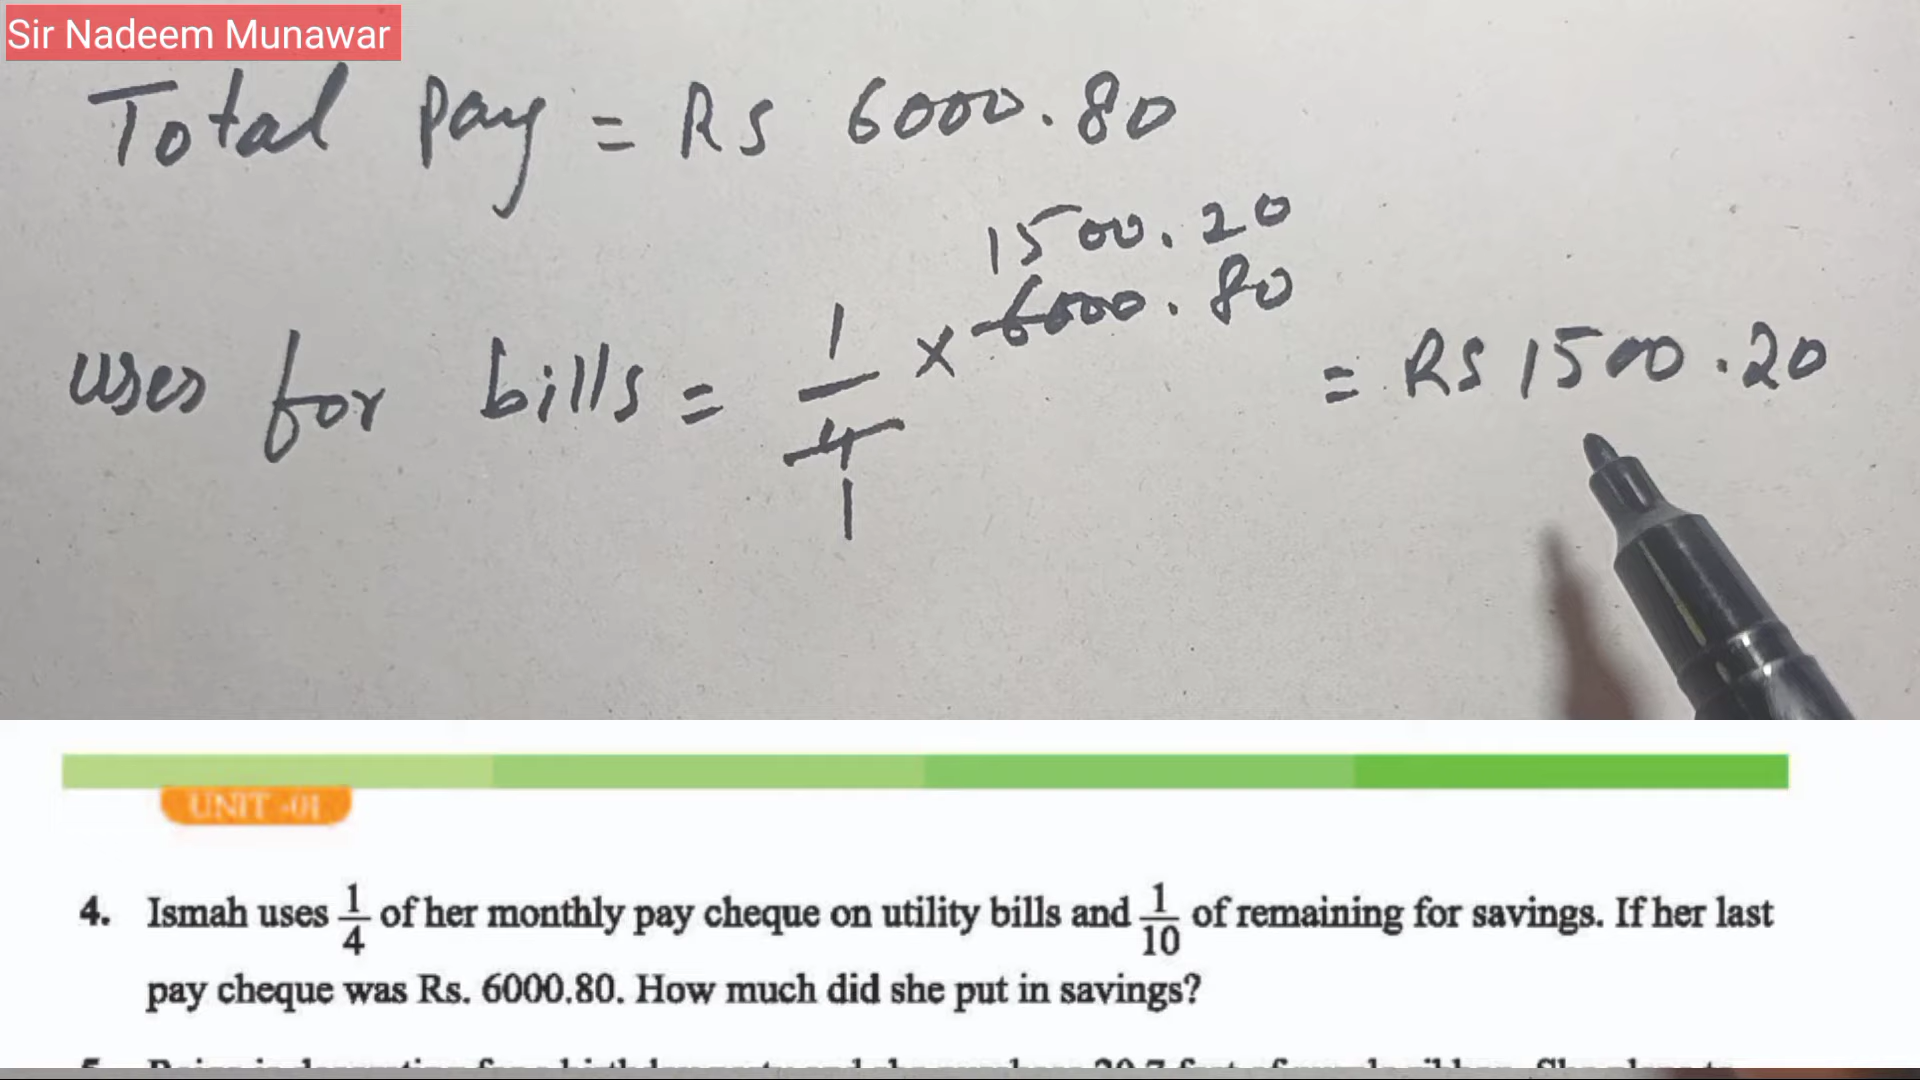 Sir Nadeem Munawar
Total pay = RS 6000.80
1500.20
uses for bills = 1/4 × 6000.80 = RS 1500.20
1
UNIT -01
4. Ismah uses 1/4 of her monthly pay cheque on utility bills and 1/10 of remaining for savings. If her last
pay cheque was Rs. 6000.80. How much did she put in savings?